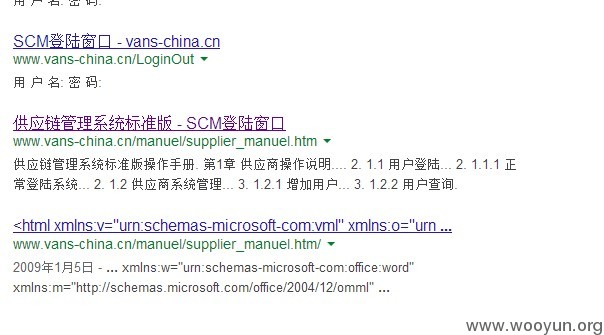 用 户 名: 密 码:
SCM登陆窗口 - vans-china.cn
www.vans-china.cn/LoginOut
用 户 名: 密 码:
供应链管理系统标准版 - SCM登陆窗口
www.vans-china.cn/manuel/supplier_manuel.htm
供应链管理系统标准版操作手册. 第1章 供应商操作说明.... 2. 1.1 用户登陆... 2. 1.1.1 正
常登陆系统... 2. 1.2 供应商系统管理... 3. 1.2.1 增加用户... 3. 1.2.2 用户查询.
<html xmlns:v="urn:schemas-microsoft-com:vml" xmlns:o="urn ...
www.vans-china.cn/manuel/supplier_manuel.htm/
2009年1月5日 - ... xmlns:w="urn:schemas-microsoft-com:office:word"
xmlns:m="http://schemas.microsoft.com/office/2004/12/omml" ...
www.wooyun.org